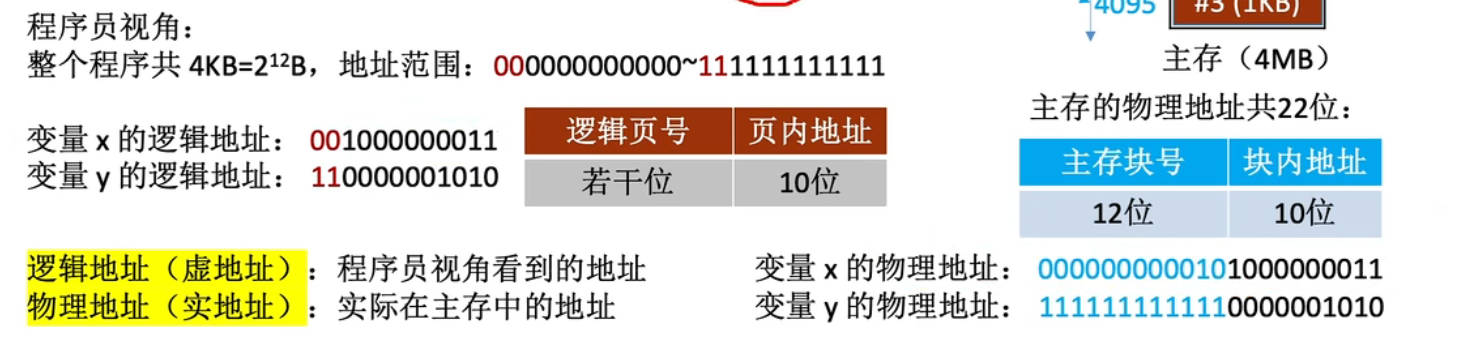 程序员视角：
整个程序共 4KB=2¹²B，地址范围：000000000000~111111111111
变量 x 的逻辑地址： 001000000011
变量 y 的逻辑地址： 110000001010
逻辑页号 页内地址
若干位 10位
4095 #3 (1KB)
主存（4MB）
主存的物理地址共22位：
主存块号 块内地址
12位 10位
逻辑地址（虚地址）：程序员视角看到的地址
物理地址（实地址）：实际在主存中的地址
变量 x 的物理地址： 0000000000101000000011
变量 y 的物理地址： 1111111111110000001010